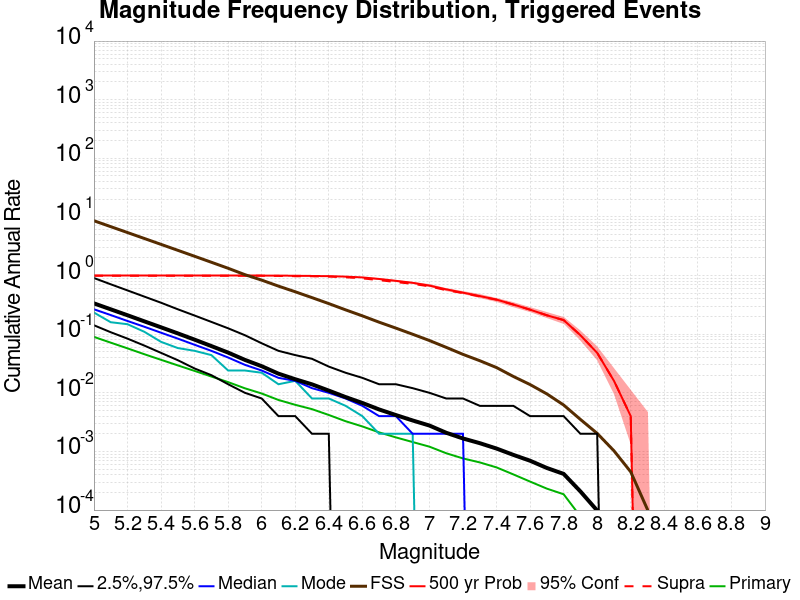 Magnitude Frequency Distribution, Triggered Events
Cumulative Annual Rate
10^4
10^3
10^2
10^1
10^0
10^-1
10^-2
10^-3
10^-4
5 5.2 5.4 5.6 5.8 6 6.2 6.4 6.6 6.8 7 7.2 7.4 7.6 7.8 8 8.2 8.4 8.6 8.8 9
Magnitude
Mean 2.5%,97.5% Median Mode FSS 500 yr Prob 95% Conf Supra Primary